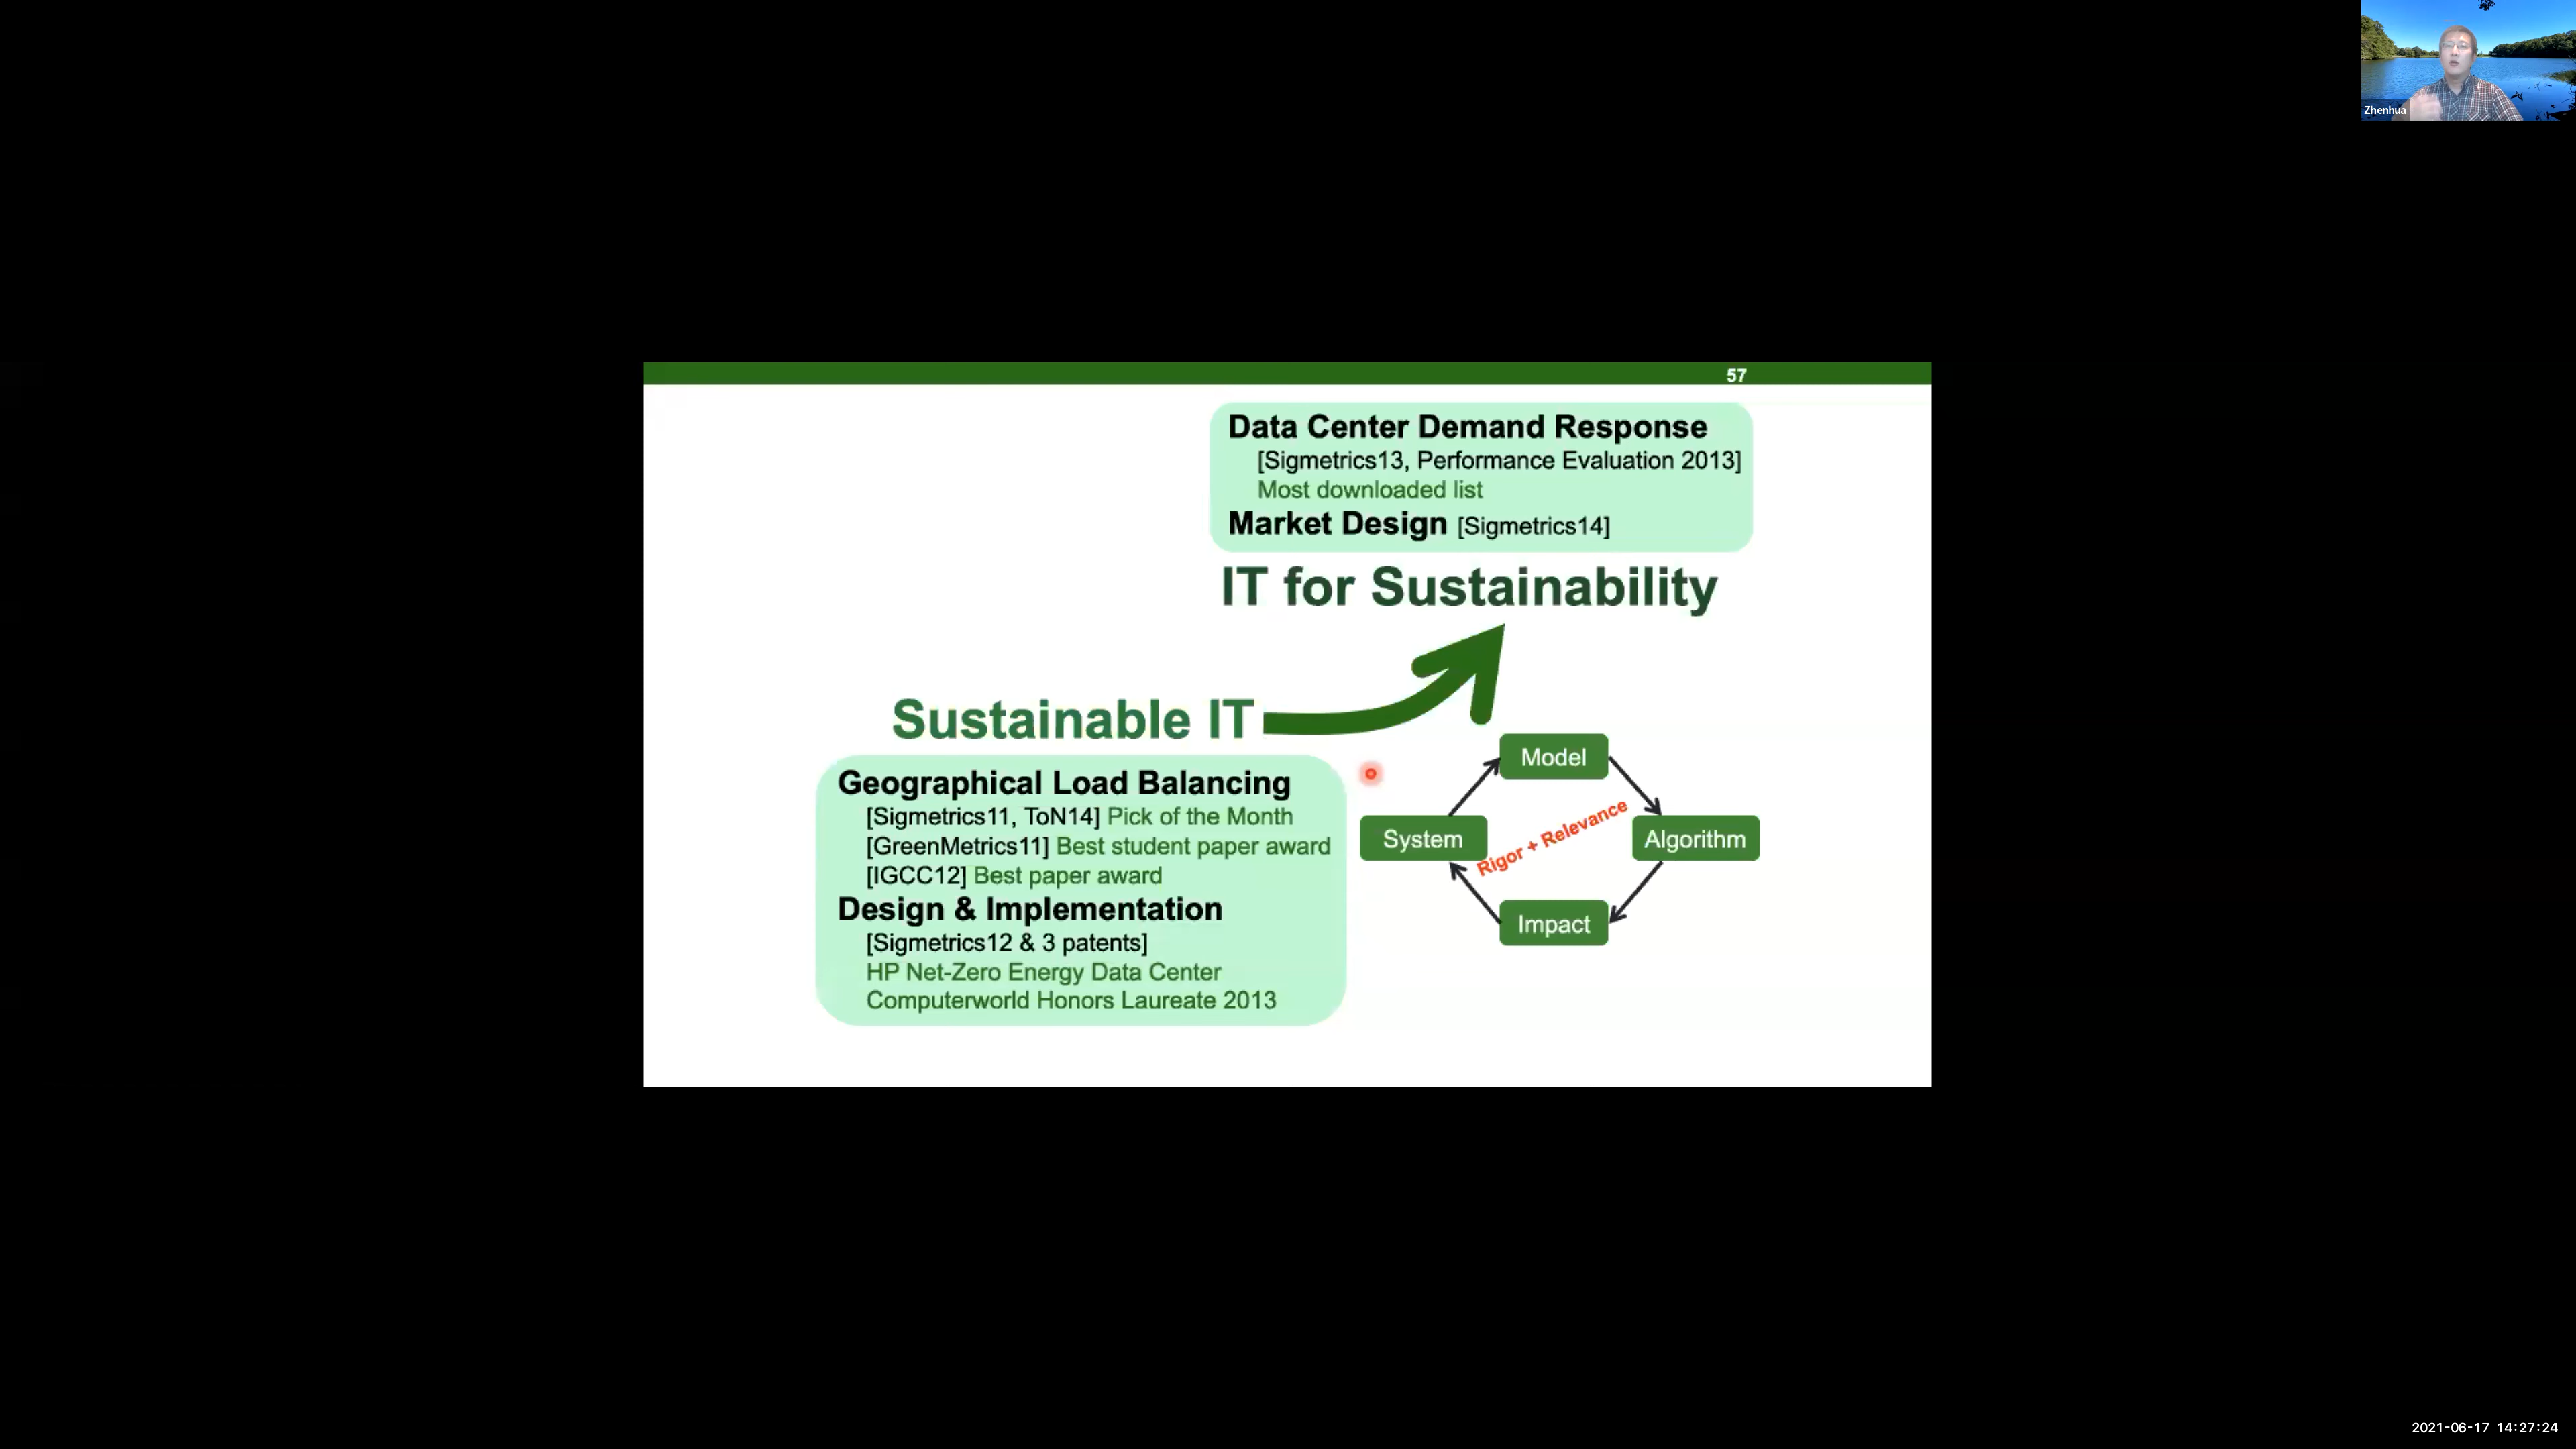 Zhenhua
57
Data Center Demand Response
[Sigmetrics13, Performance Evaluation 2013]
Most downloaded list
Market Design [Sigmetrics14]
IT for Sustainability
Sustainable IT
Geographical Load Balancing
[Sigmetrics11, ToN14] Pick of the Month
[GreenMetrics11] Best student paper award
[IGCC12] Best paper award
Design & Implementation
[Sigmetrics12 & 3 patents]
HP Net-Zero Energy Data Center
Computerworld Honors Laureate 2013
Model
System
Rigor + Relevance
Algorithm
Impact
2021-06-17 14:27:24